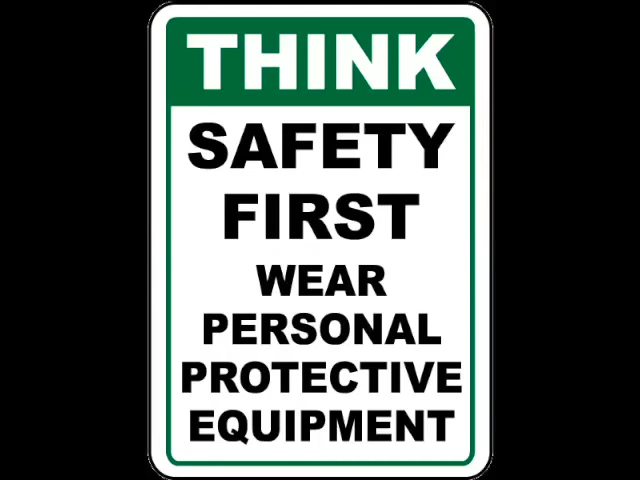 THINK
SAFETY
FIRST
WEAR
PERSONAL
PROTECTIVE
EQUIPMENT